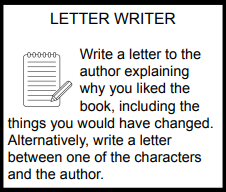 LETTER WRITER
Write a letter to the
author explaining
why you liked the
book, including the
things you would have changed.
Alternatively, write a letter
between one of the characters
and the author.